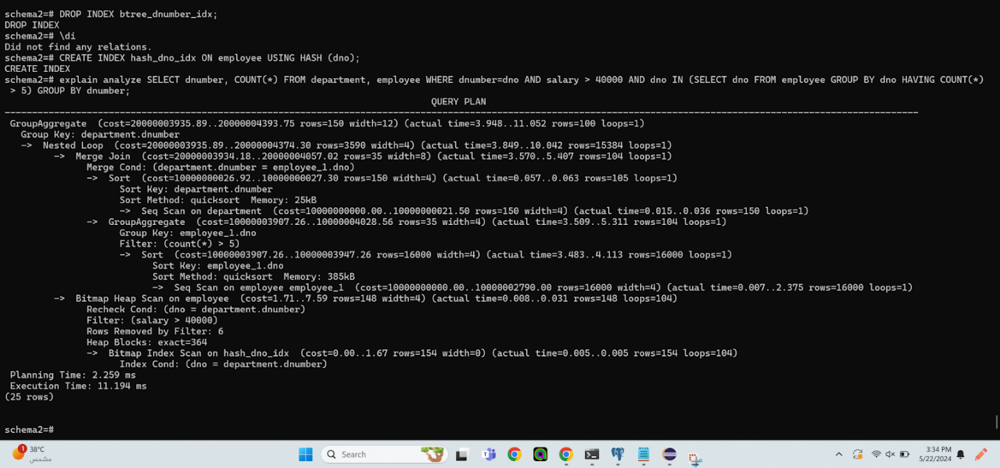 schema2=# DROP INDEX btree_dnumber_idx;
DROP INDEX
schema2=# \di
Did not find any relations.
schema2=# CREATE INDEX hash_dno_idx ON employee USING HASH (dno);
CREATE INDEX
schema2=# explain analyze SELECT dnumber, COUNT(*) FROM department, employee WHERE dnumber=dno AND salary > 40000 AND dno IN (SELECT dno FROM employee GROUP BY dno HAVING COUNT(*)
 > 5) GROUP BY dnumber;
QUERY PLAN
GroupAggregate  (cost=20000003935.89..20000004393.75 rows=150 width=12) (actual time=3.948..11.052 rows=100 loops=1)
Group Key: department.dnumber
->  Nested Loop  (cost=20000003935.89..20000004374.30 rows=3590 width=4) (actual time=3.849..10.042 rows=15384 loops=1)
->  Merge Join  (cost=20000003934.18..20000004057.02 rows=35 width=8) (actual time=3.570..5.407 rows=104 loops=1)
Merge Cond: (department.dnumber = employee_1.dno)
->  Sort  (cost=10000000026.92..10000000027.30 rows=150 width=4) (actual time=0.057..0.063 rows=105 loops=1)
Sort Key: department.dnumber
Sort Method: quicksort  Memory: 25kB
->  Seq Scan on department  (cost=10000000000.00..10000000021.50 rows=150 width=4) (actual time=0.015..0.036 rows=150 loops=1)
->  GroupAggregate  (cost=10000003907.26..10000004028.56 rows=35 width=4) (actual time=3.509..5.311 rows=104 loops=1)
Group Key: employee_1.dno
Filter: (count(*) > 5)
->  Sort  (cost=10000003907.26..10000003947.26 rows=16000 width=4) (actual time=3.483..4.113 rows=16000 loops=1)
Sort Key: employee_1.dno
Sort Method: quicksort  Memory: 385kB
->  Seq Scan on employee employee_1  (cost=10000000000.00..10000002790.00 rows=16000 width=4) (actual time=0.007..2.375 rows=16000 loops=1)
->  Bitmap Heap Scan on employee  (cost=1.71..7.59 rows=148 width=4) (actual time=0.008..0.031 rows=148 loops=104)
Recheck Cond: (dno = department.dnumber)
Filter: (salary > 40000)
Rows Removed by Filter: 6
Heap Blocks: exact=364
->  Bitmap Index Scan on hash_dno_idx  (cost=0.00..1.67 rows=154 width=0) (actual time=0.005..0.005 rows=154 loops=104)
Index Cond: (dno = department.dnumber)
Planning Time: 2.259 ms
Execution Time: 11.194 ms
(25 rows)
schema2=#
1
38°C
مشمس
Search
3:34 PM
5/22/2024